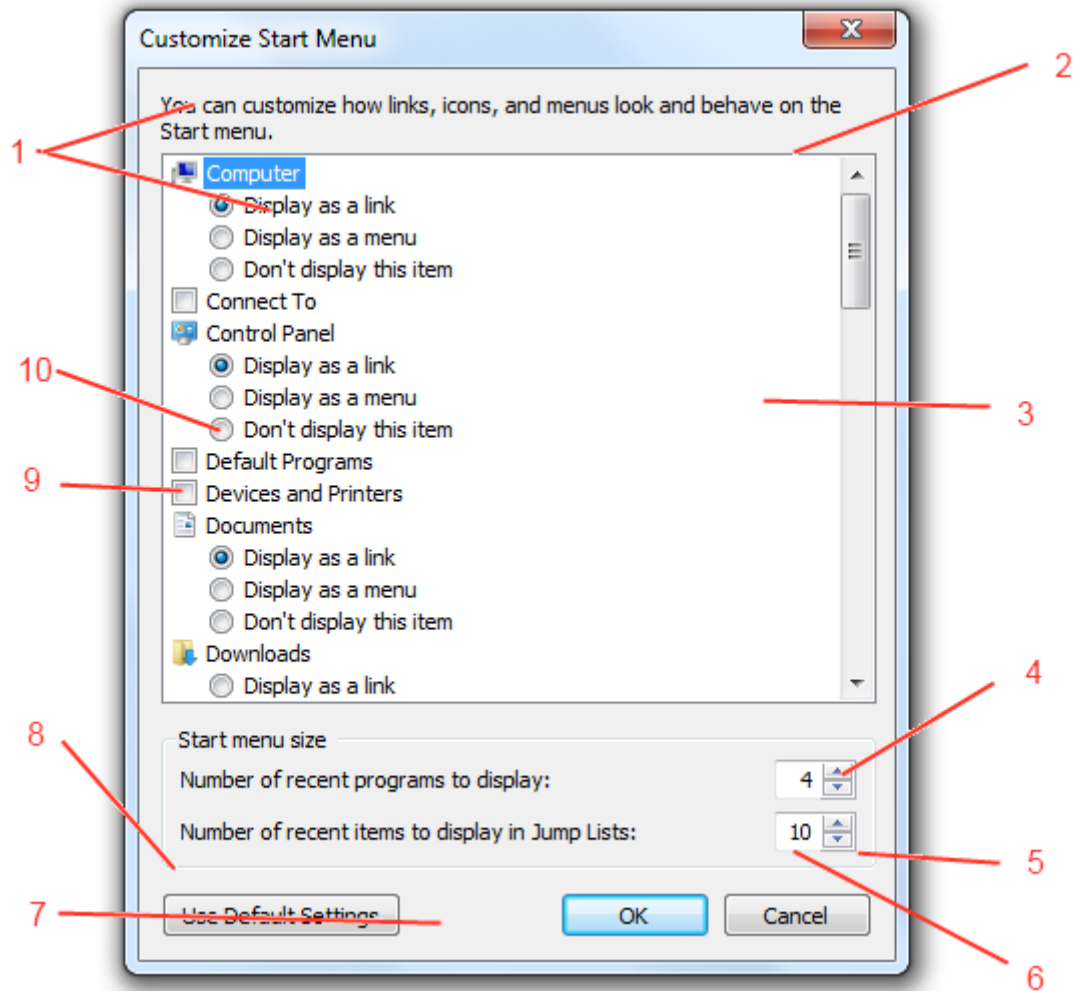 Customize Start Menu
X
2
You can customize how links, icons, and menus look and behave on the
Start menu.
1
Computer
Display as a link
Display as a menu
Don't display this item
Connect To
Control Panel
Display as a link
10
Display as a menu
3
Don't display this item
Default Programs
9
Devices and Printers
Documents
Display as a link
Display as a menu
Don't display this item
Downloads
Display as a link
4
8
Start menu size
Number of recent programs to display: 4
Number of recent items to display in Jump Lists: 10
5
7
Use Default Settings
OK
Cancel
6